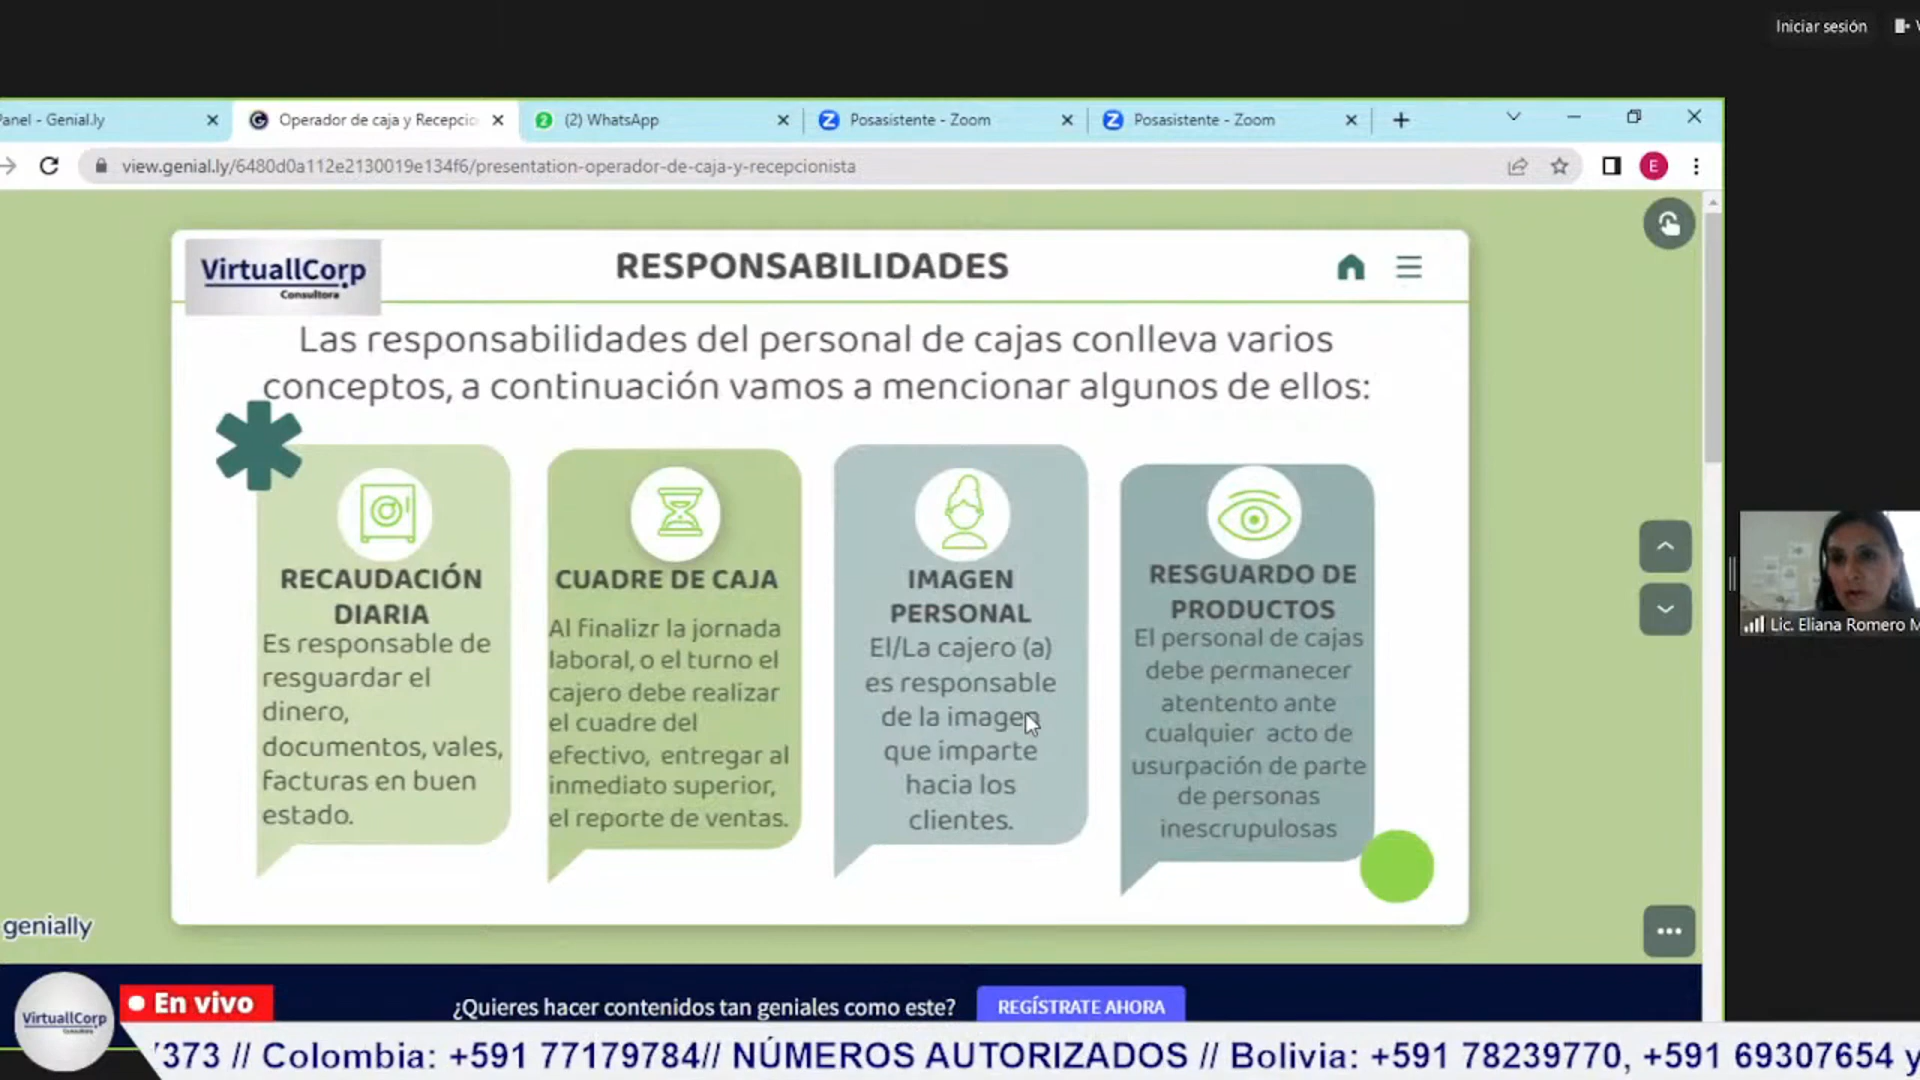 Iniciar sesión
Panel - Genial.ly
Operador de caja y Recepcio
(2) WhatsApp
Posasistente - Zoom
Posasistente - Zoom
view.genial.ly/6480d0a112e2130019e134f6/presentation-operador-de-caja-y-recepcionista
E
VirtuallCorp
Consultora
RESPONSABILIDADES
Las responsabilidades del personal de cajas conlleva varios
conceptos, a continuación vamos a mencionar algunos de ellos:
RECAUDACIÓN
DIARIA
Es responsable de
resguardar el
dinero,
documentos, vales,
facturas en buen
estado.
CUADRE DE CAJA
Al finalizr la jornada
laboral, o el turno el
cajero debe realizar
el cuadre del
efectivo, entregar al
inmediato superior,
el reporte de ventas.
IMAGEN
PERSONAL
El/La cajero (a)
es responsable
de la imagen
que imparte
hacia los
clientes.
RESGUARDO DE
PRODUCTOS
El personal de cajas
debe permanecer
atentento ante
cualquier acto de
usurpación de parte
de personas
inescrupulosas
Lic. Eliana Romero M
genially
¿Quieres hacer contenidos tan geniales como este?
REGÍSTRATE AHORA
VirtuallCorp
Consultora
En vivo
7373 // Colombia: +591 77179784// NÚMEROS AUTORIZADOS // Bolivia: +591 78239770, +591 69307654 y